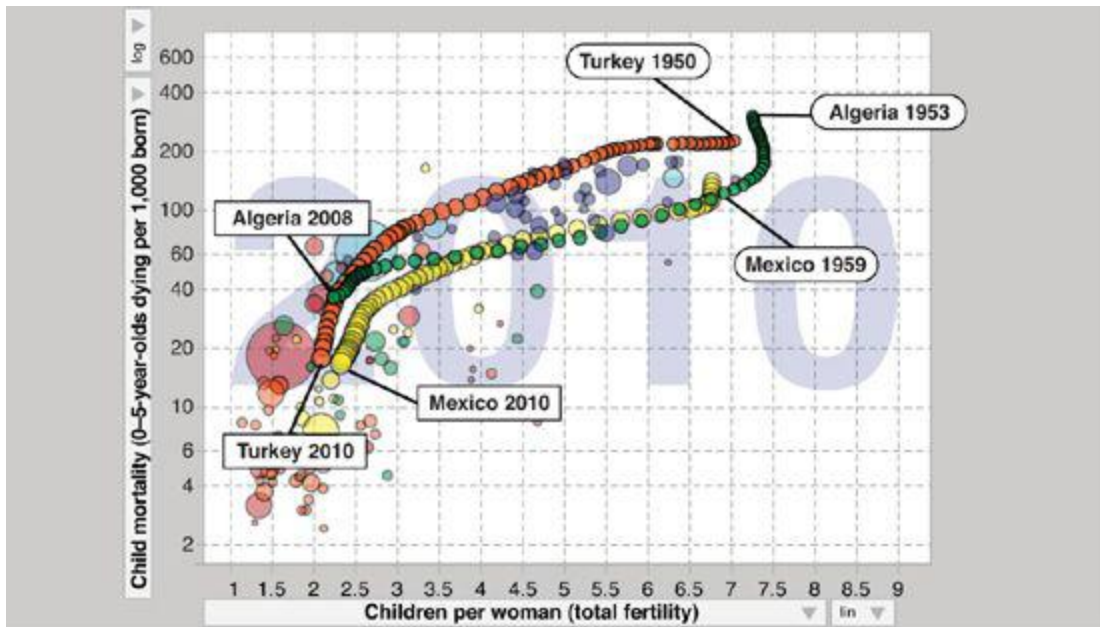 log
600
400
200
100
60
40
20
10
6
4
2
Child mortality (0–5-year-olds dying per 1,000 born)
2010
Turkey 1950
Algeria 1953
Algeria 2008
Mexico 1959
Mexico 2010
Turkey 2010
1 1.5 2 2.5 3 3.5 4 4.5 5 5.5 6 6.5 7 7.5 8 8.5 9
Children per woman (total fertility)
lin